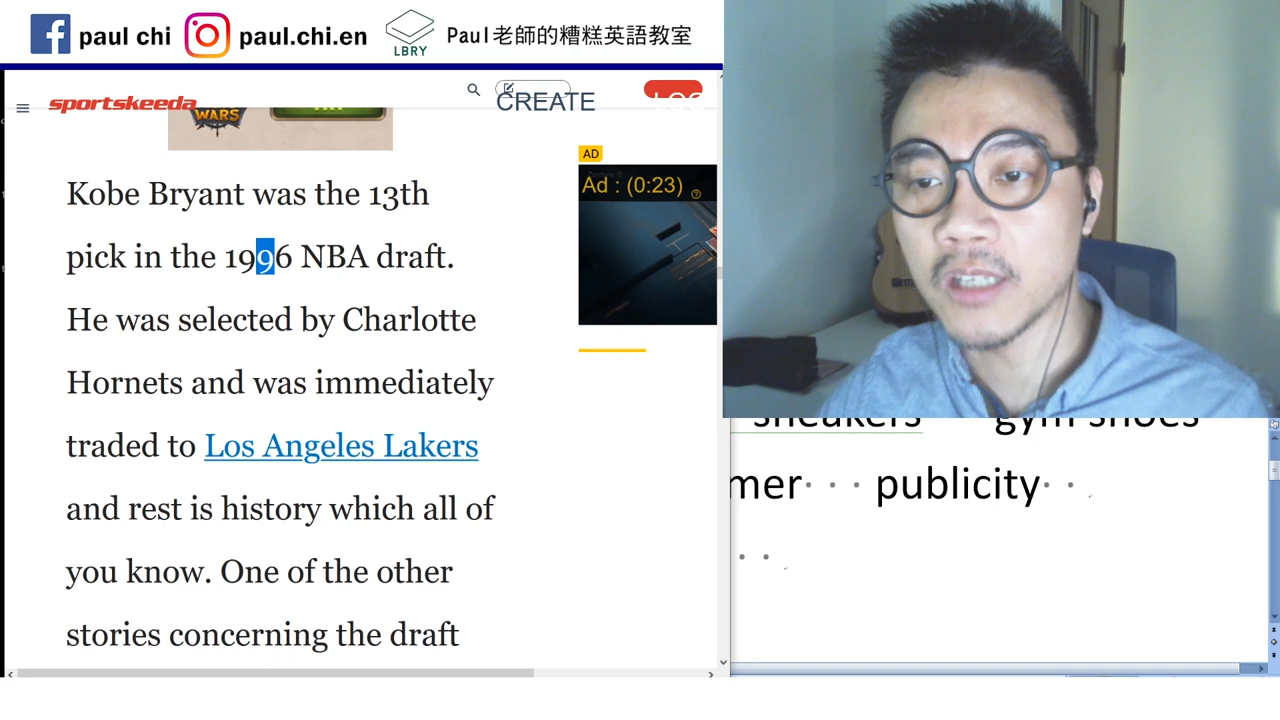 paul chi
paul.chi.en
LBRY
Paul老師的糟糕英語教室
sportskeeda
CREATE
WARS
AD
Ad : (0:23)
Kobe Bryant was the 13th
pick in the 1996 NBA draft.
He was selected by Charlotte
Hornets and was immediately
traded to Los Angeles Lakers
and rest is history which all of
you know. One of the other
stories concerning the draft
sneakers gym shoes
mer publicity